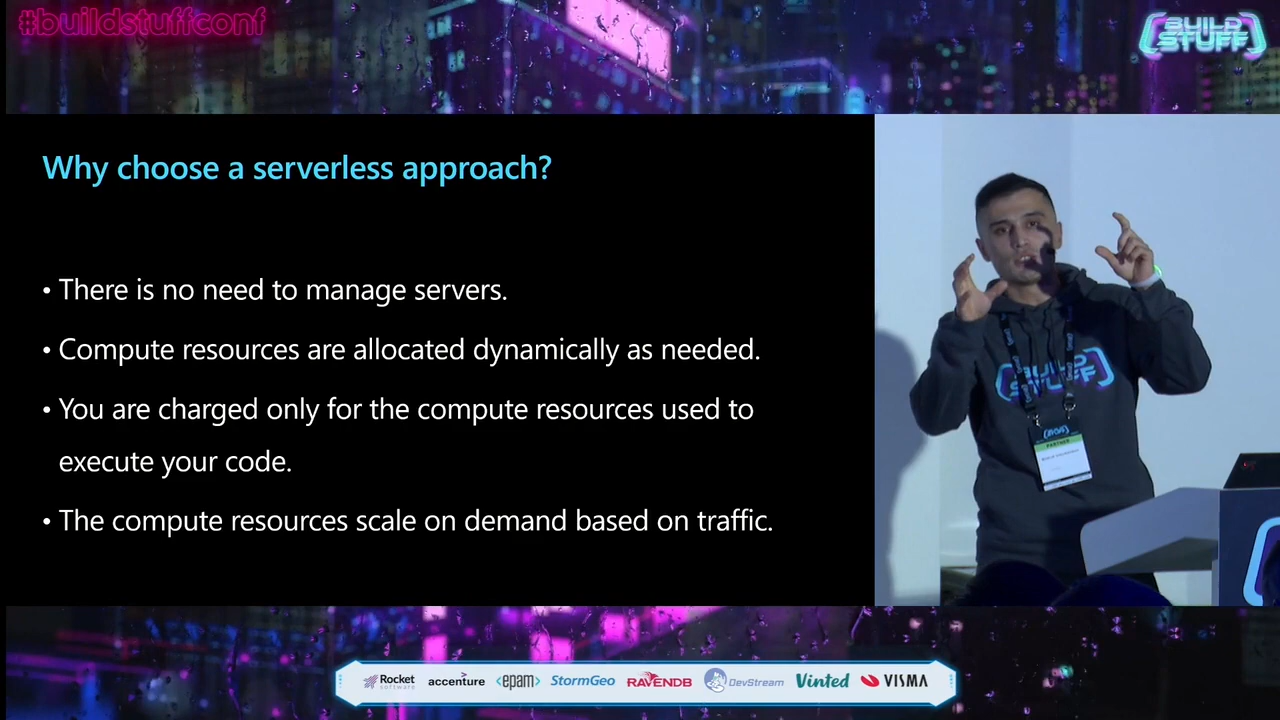 #buildstuffconf
BUILD
STUFF
Why choose a serverless approach?
• There is no need to manage servers.
• Compute resources are allocated dynamically as needed.
• You are charged only for the compute resources used to
execute your code.
• The compute resources scale on demand based on traffic.
BUILD
STUFF
PARTNER
Rocket
software
accenture
<epam>
StormGeo
RAVENDB
DevStream
Vinted
VISMA